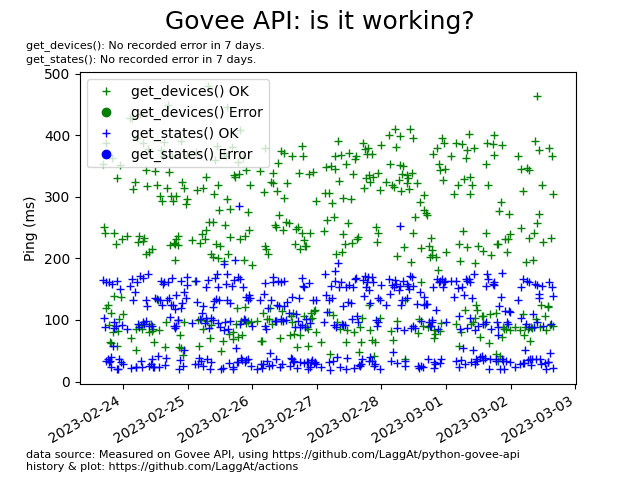 Govee API: is it working?
get_devices(): No recorded error in 7 days.
get_states(): No recorded error in 7 days.
get_devices() OK
get_devices() Error
get_states() OK
get_states() Error
Ping (ms)
500
400
300
200
100
0
2023-02-24
2023-02-25
2023-02-26
2023-02-27
2023-02-28
2023-03-01
2023-03-02
2023-03-03
data source: Measured on Govee API, using https://github.com/LaggAt/python-govee-api
history & plot: https://github.com/LaggAt/actions